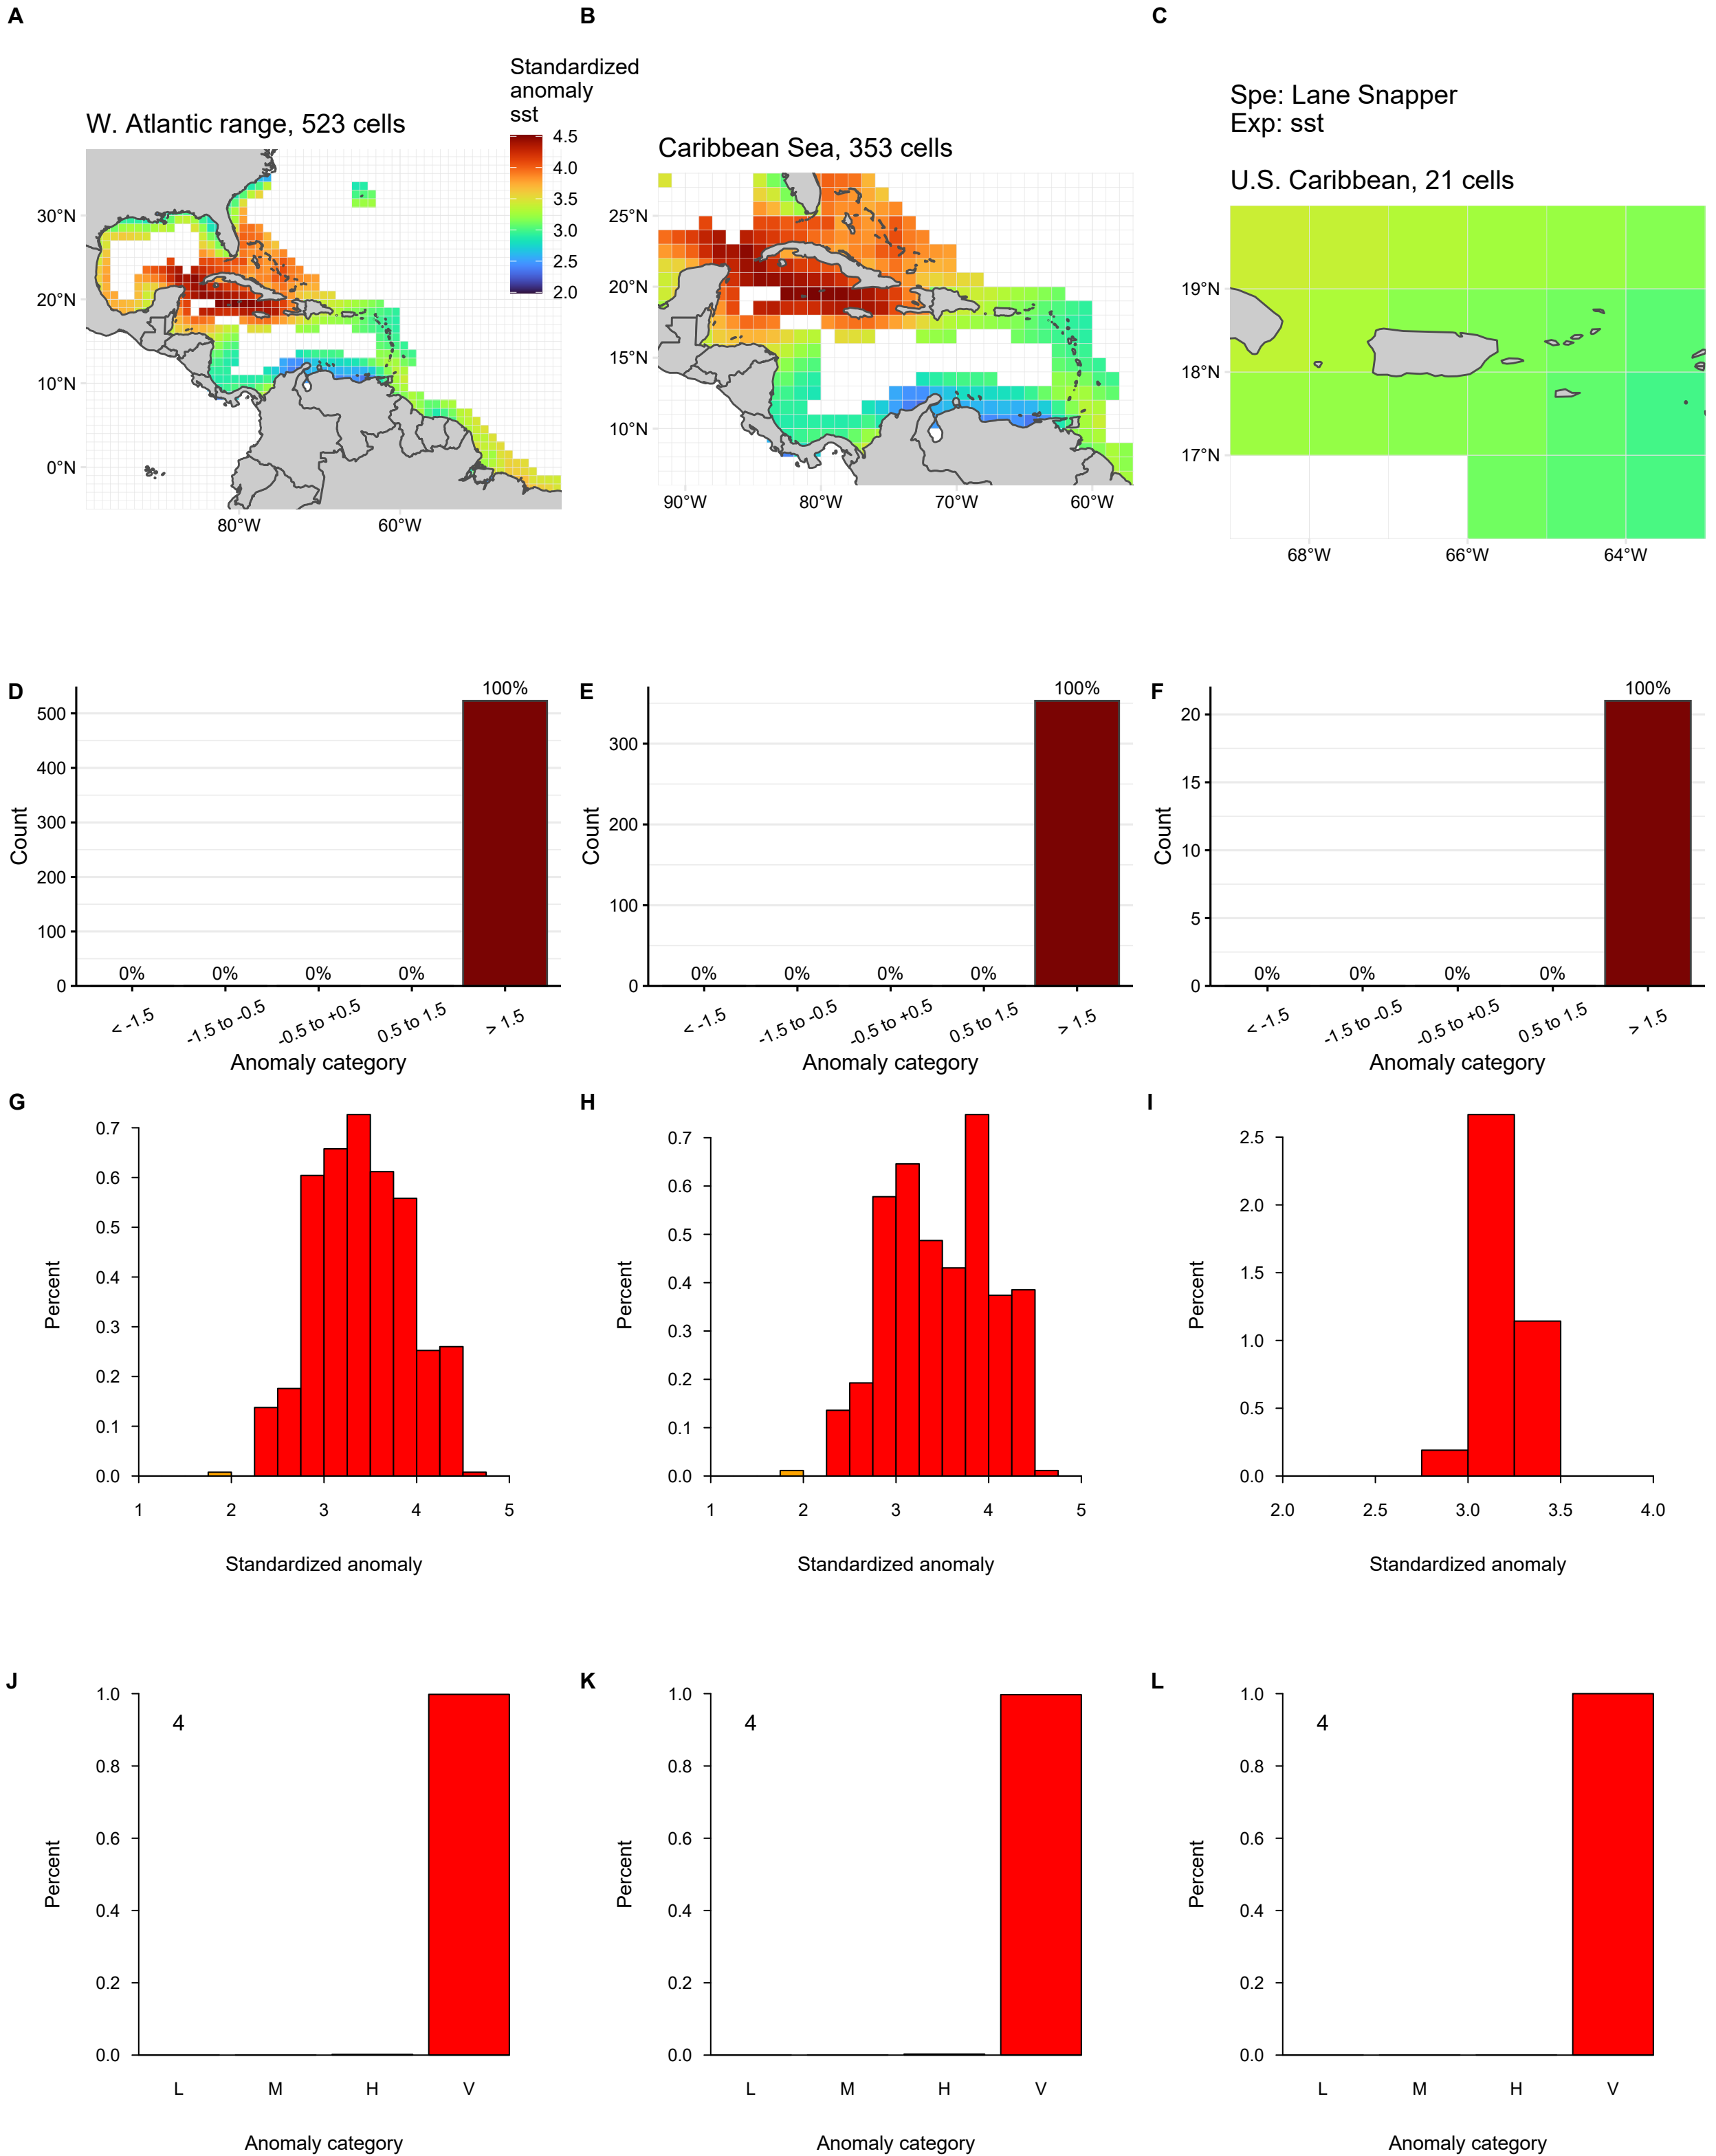 A
B
C
Standardized
anomaly
sst
4.5
4.0
3.5
3.0
2.5
2.0
W. Atlantic range, 523 cells
30°N
20°N
10°N
0°N
80°W
60°W
Caribbean Sea, 353 cells
25°N
20°N
15°N
10°N
90°W
80°W
70°W
60°W
Spe: Lane Snapper
Exp: sst
U.S. Caribbean, 21 cells
19°N
18°N
17°N
68°W
66°W
64°W
D
Count
500
400
300
200
100
0
0%
0%
0%
0%
100%
< -1.5
-1.5 to -0.5
-0.5 to +0.5
0.5 to 1.5
> 1.5
Anomaly category
E
Count
300
200
100
0
0%
0%
0%
0%
100%
< -1.5
-1.5 to -0.5
-0.5 to +0.5
0.5 to 1.5
> 1.5
Anomaly category
F
Count
20
15
10
5
0
0%
0%
0%
0%
100%
< -1.5
-1.5 to -0.5
-0.5 to +0.5
0.5 to 1.5
> 1.5
Anomaly category
G
Percent
0.7
0.6
0.5
0.4
0.3
0.2
0.1
0.0
1
2
3
4
5
Standardized anomaly
H
Percent
0.7
0.6
0.5
0.4
0.3
0.2
0.1
0.0
1
2
3
4
5
Standardized anomaly
I
Percent
2.5
2.0
1.5
1.0
0.5
0.0
2.0
2.5
3.0
3.5
4.0
Standardized anomaly
J
Percent
1.0
0.8
0.6
0.4
0.2
0.0
4
L
M
H
V
Anomaly category
K
Percent
1.0
0.8
0.6
0.4
0.2
0.0
4
L
M
H
V
Anomaly category
L
Percent
1.0
0.8
0.6
0.4
0.2
0.0
4
L
M
H
V
Anomaly category